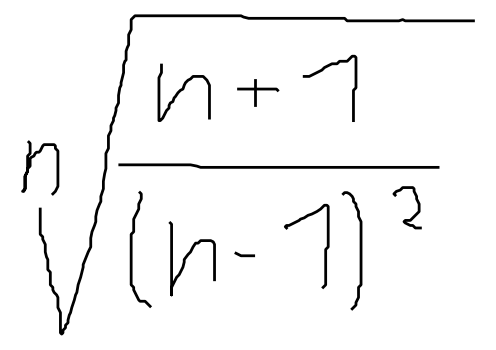 n√
n + 1
(n - 1)²